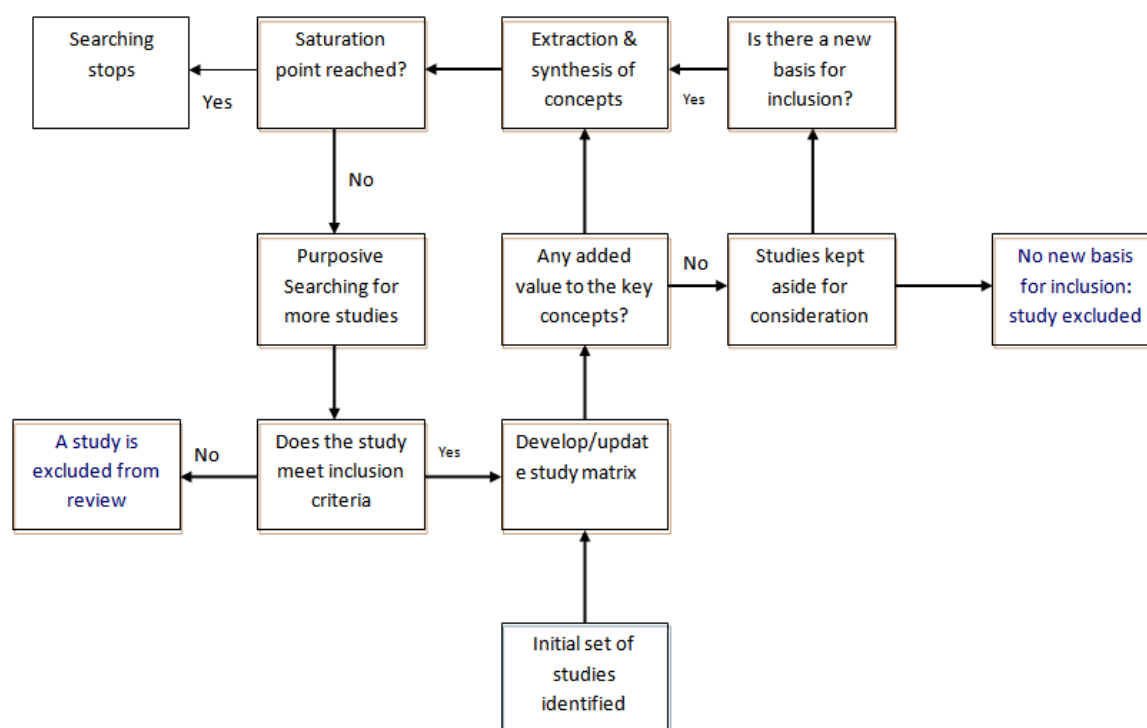 Searching
stops
Saturation
point reached?
Extraction &
synthesis of
concepts
Is there a new
basis for
inclusion?
Yes
Yes
No
Purposive
Searching for
more studies
Any added
value to the key
concepts?
No
Studies kept
aside for
consideration
No new basis
for inclusion:
study excluded
A study is
excluded from
review
No
Does the study
meet inclusion
criteria
Yes
Develop/updat
e study matrix
Initial set of
studies
identified